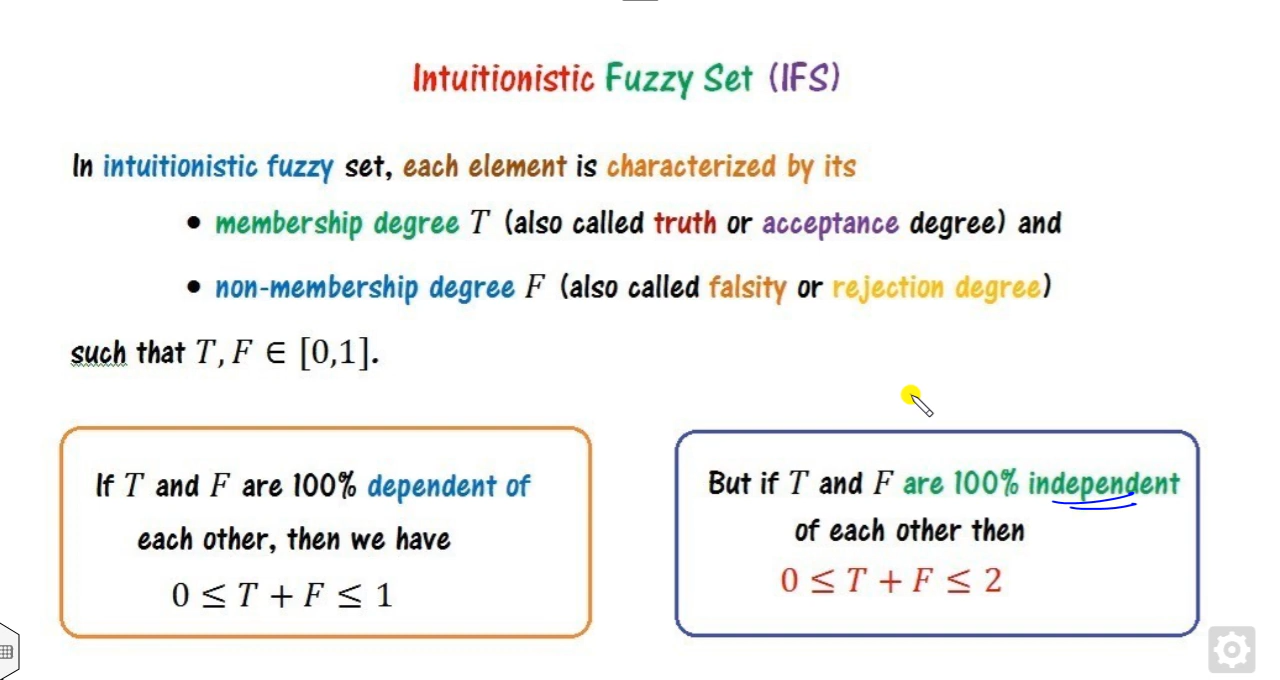 Intuitionistic Fuzzy Set (IFS)
In intuitionistic fuzzy set, each element is characterized by its
• membership degree T (also called truth or acceptance degree) and
• non-membership degree F (also called falsity or rejection degree)
such that T, F ∈ [0,1].
If T and F are 100% dependent of
each other, then we have
0 ≤ T + F ≤ 1
But if T and F are 100% independent
of each other then
0 ≤ T + F ≤ 2